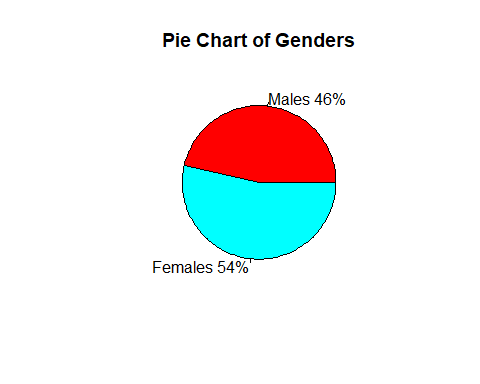 Pie Chart of Genders
Males 46%
Females 54%